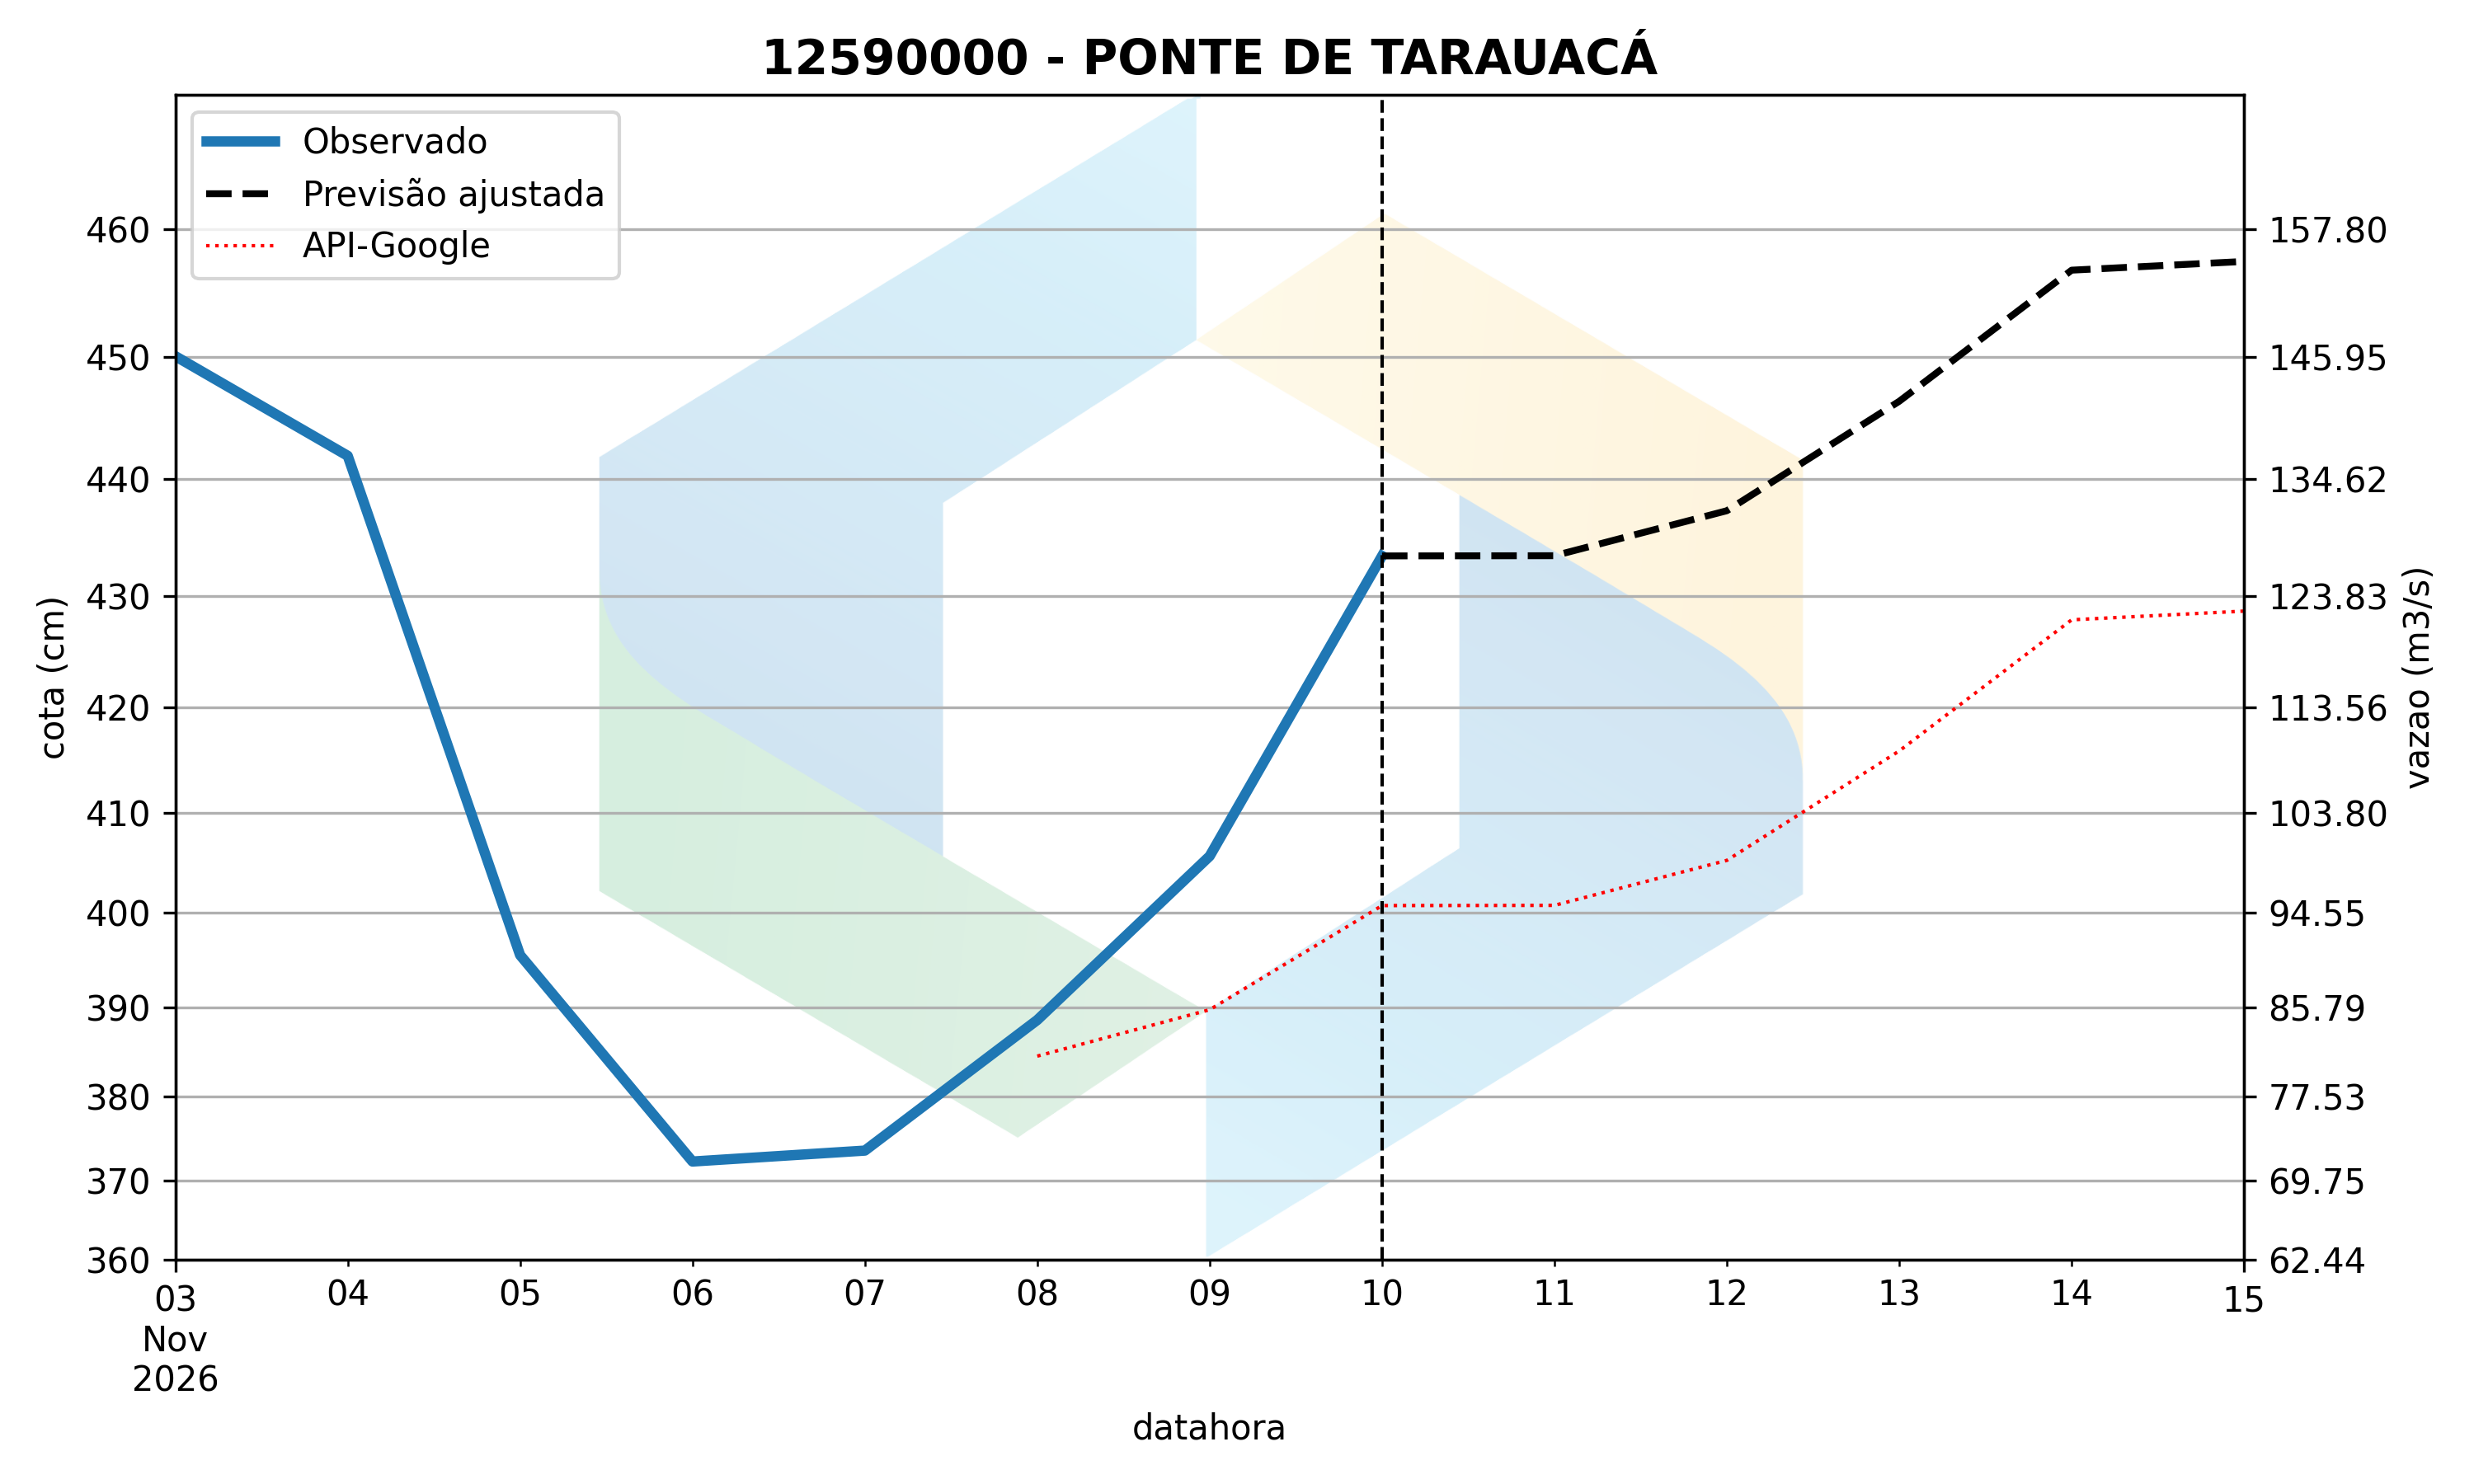 12590000 - PONTE DE TARAUACÁ
Observado
Previsão ajustada
API-Google
460
450
440
430
420
410
400
390
380
370
360
cota (cm)
157.80
145.95
134.62
123.83
113.56
103.80
94.55
85.79
77.53
69.75
62.44
vazao (m3/s)
03 04 05 06 07 08 09 10 11 12 13 14 15
Nov
2026
datahora